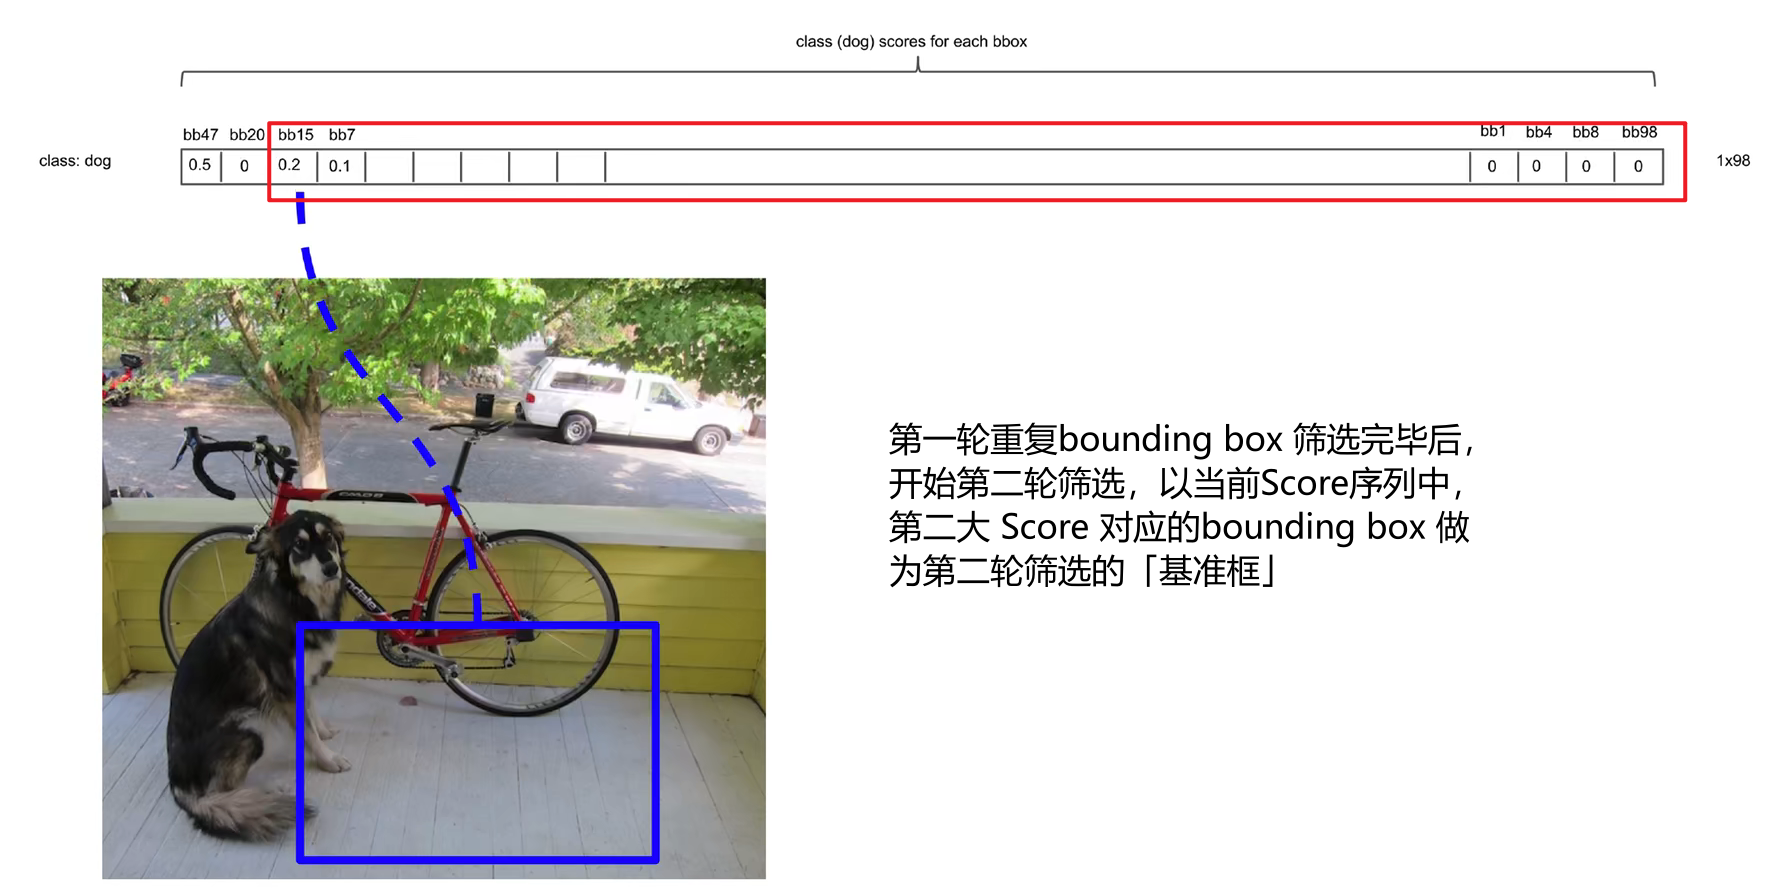 class (dog) scores for each bbox
bb47 bb20 bb15 bb7 bb1 bb4 bb8 bb98
class: dog 0.5 0 0.2 0.1 0 0 0 0 1x98
第一轮重复bounding box 筛选完毕后，
开始第二轮筛选，以当前Score序列中，
第二大 Score 对应的bounding box 做
为第二轮筛选的「基准框」